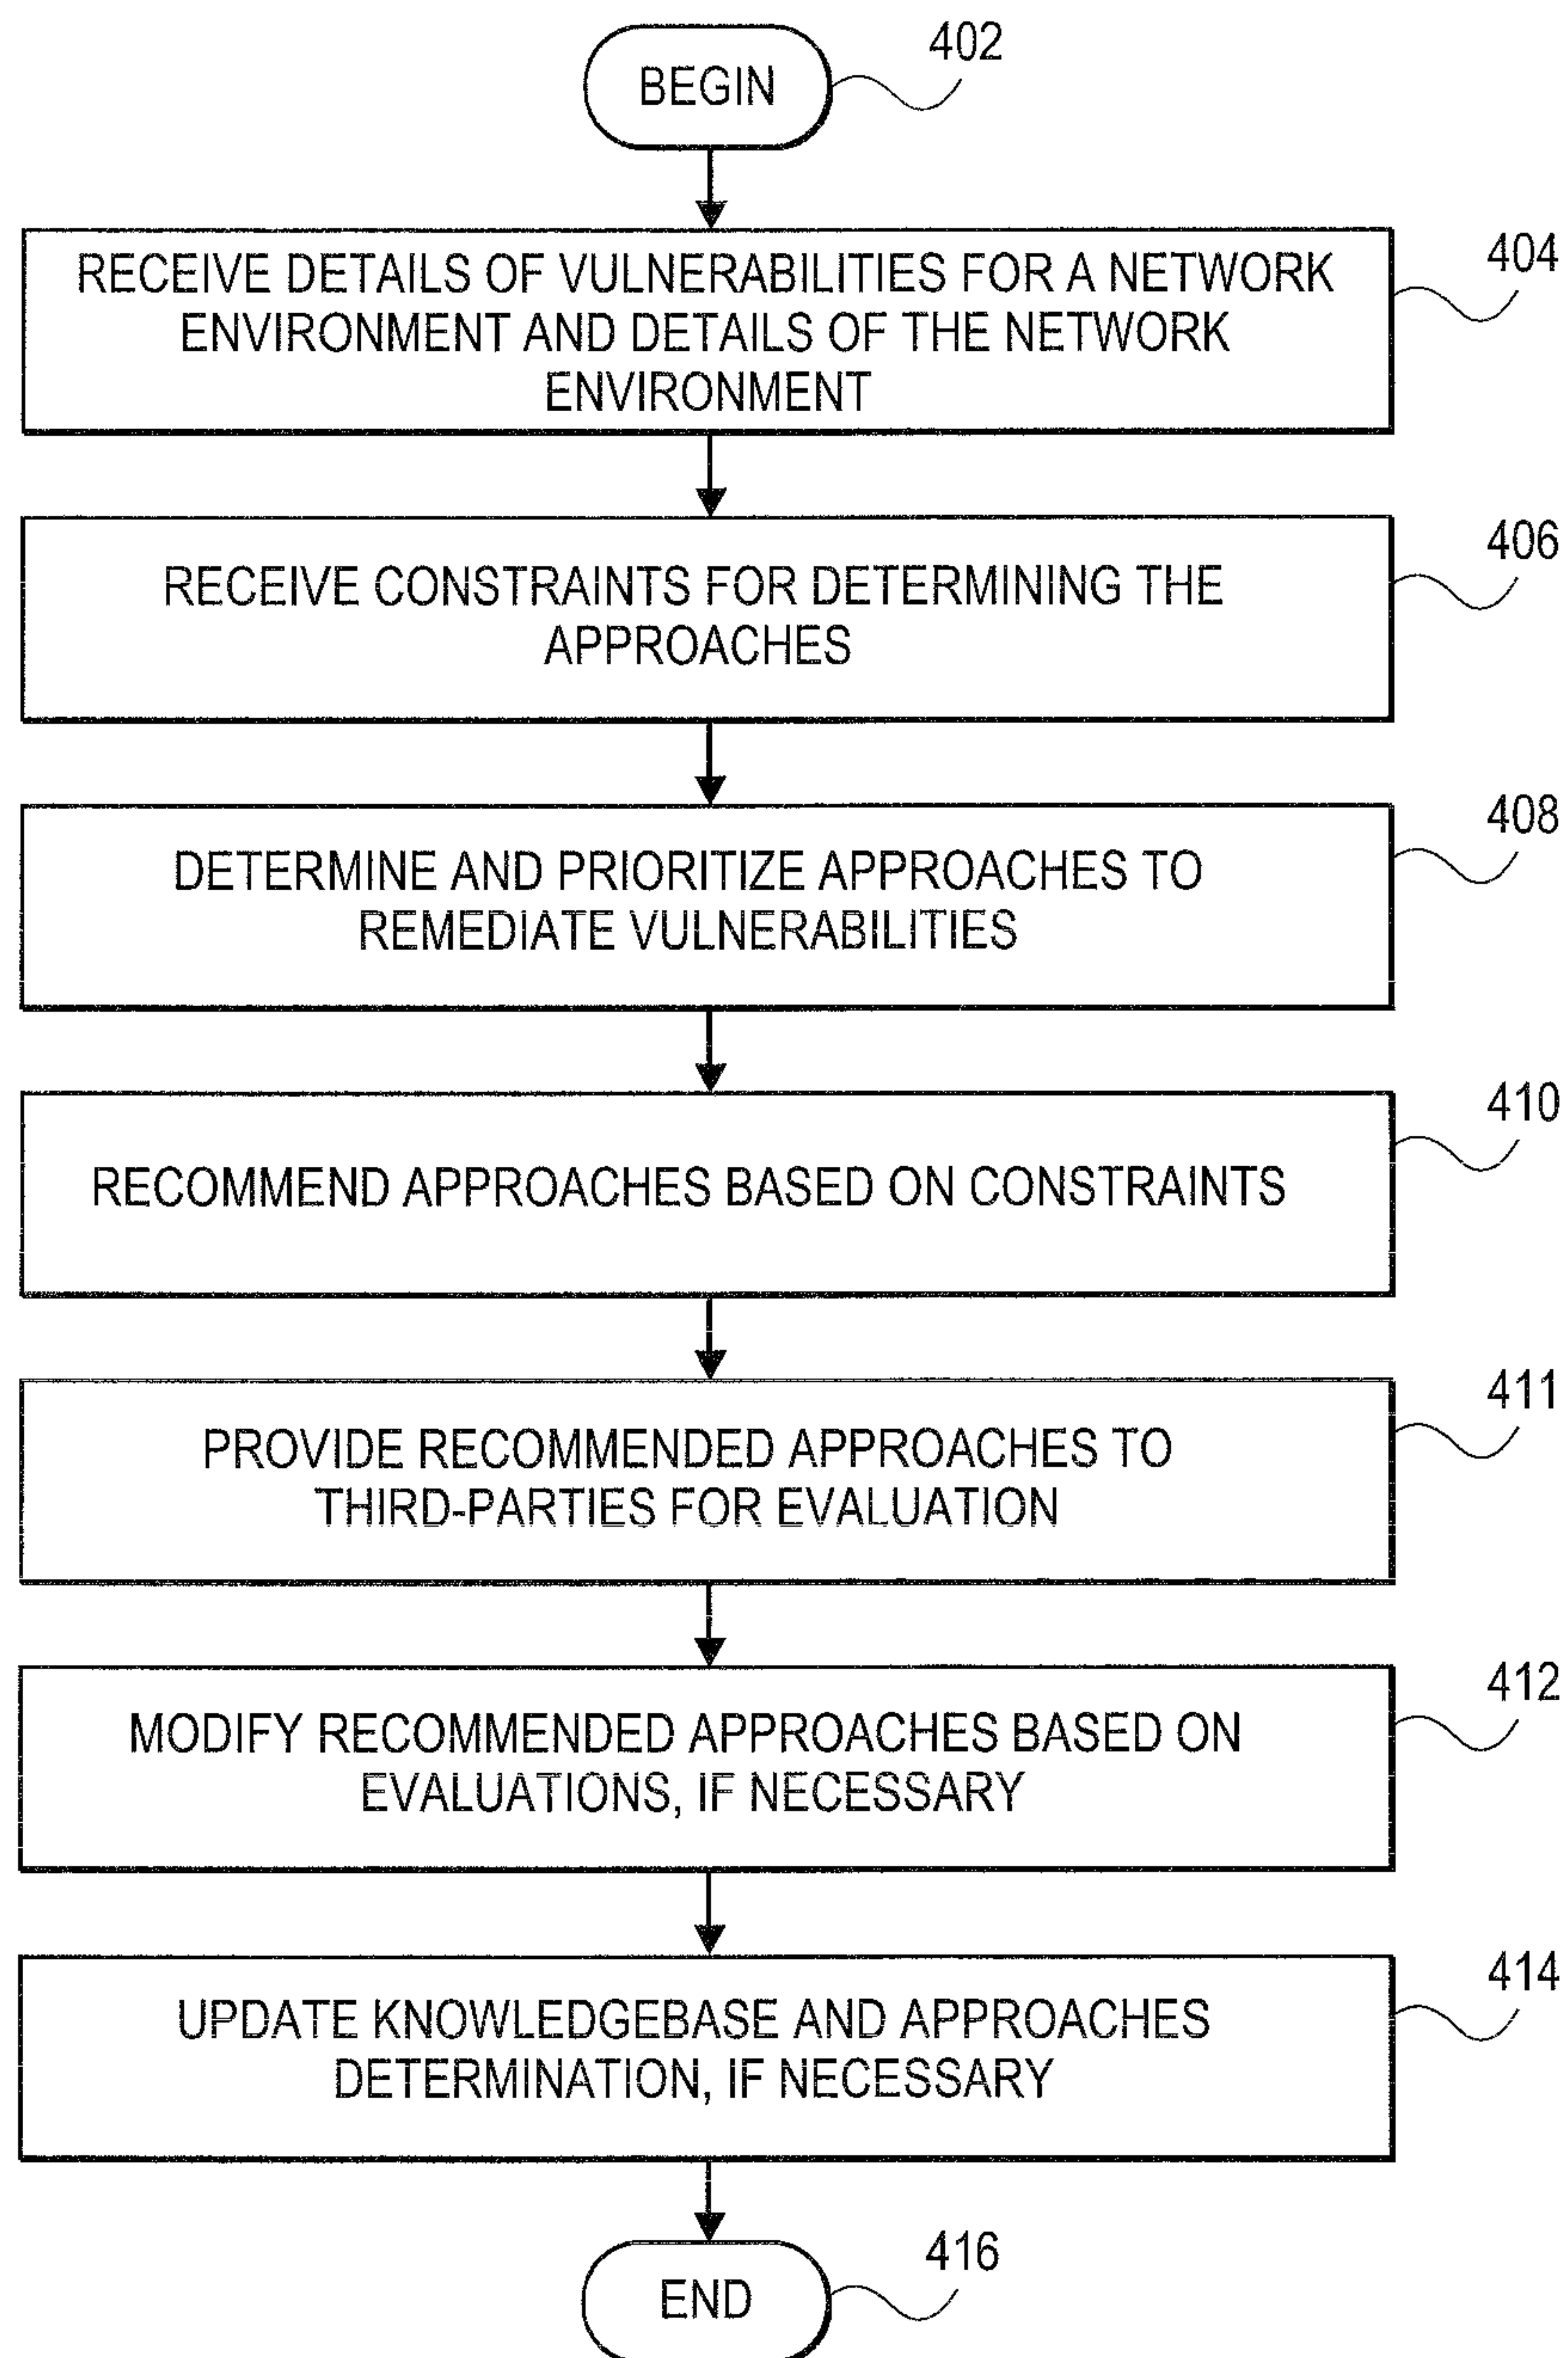 BEGIN
402
RECEIVE DETAILS OF VULNERABILITIES FOR A NETWORK
ENVIRONMENT AND DETAILS OF THE NETWORK
ENVIRONMENT
404
RECEIVE CONSTRAINTS FOR DETERMINING THE
APPROACHES
406
DETERMINE AND PRIORITIZE APPROACHES TO
REMEDIATE VULNERABILITIES
408
RECOMMEND APPROACHES BASED ON CONSTRAINTS
410
PROVIDE RECOMMENDED APPROACHES TO
THIRD-PARTIES FOR EVALUATION
411
MODIFY RECOMMENDED APPROACHES BASED ON
EVALUATIONS, IF NECESSARY
412
UPDATE KNOWLEDGEBASE AND APPROACHES
DETERMINATION, IF NECESSARY
414
END
416